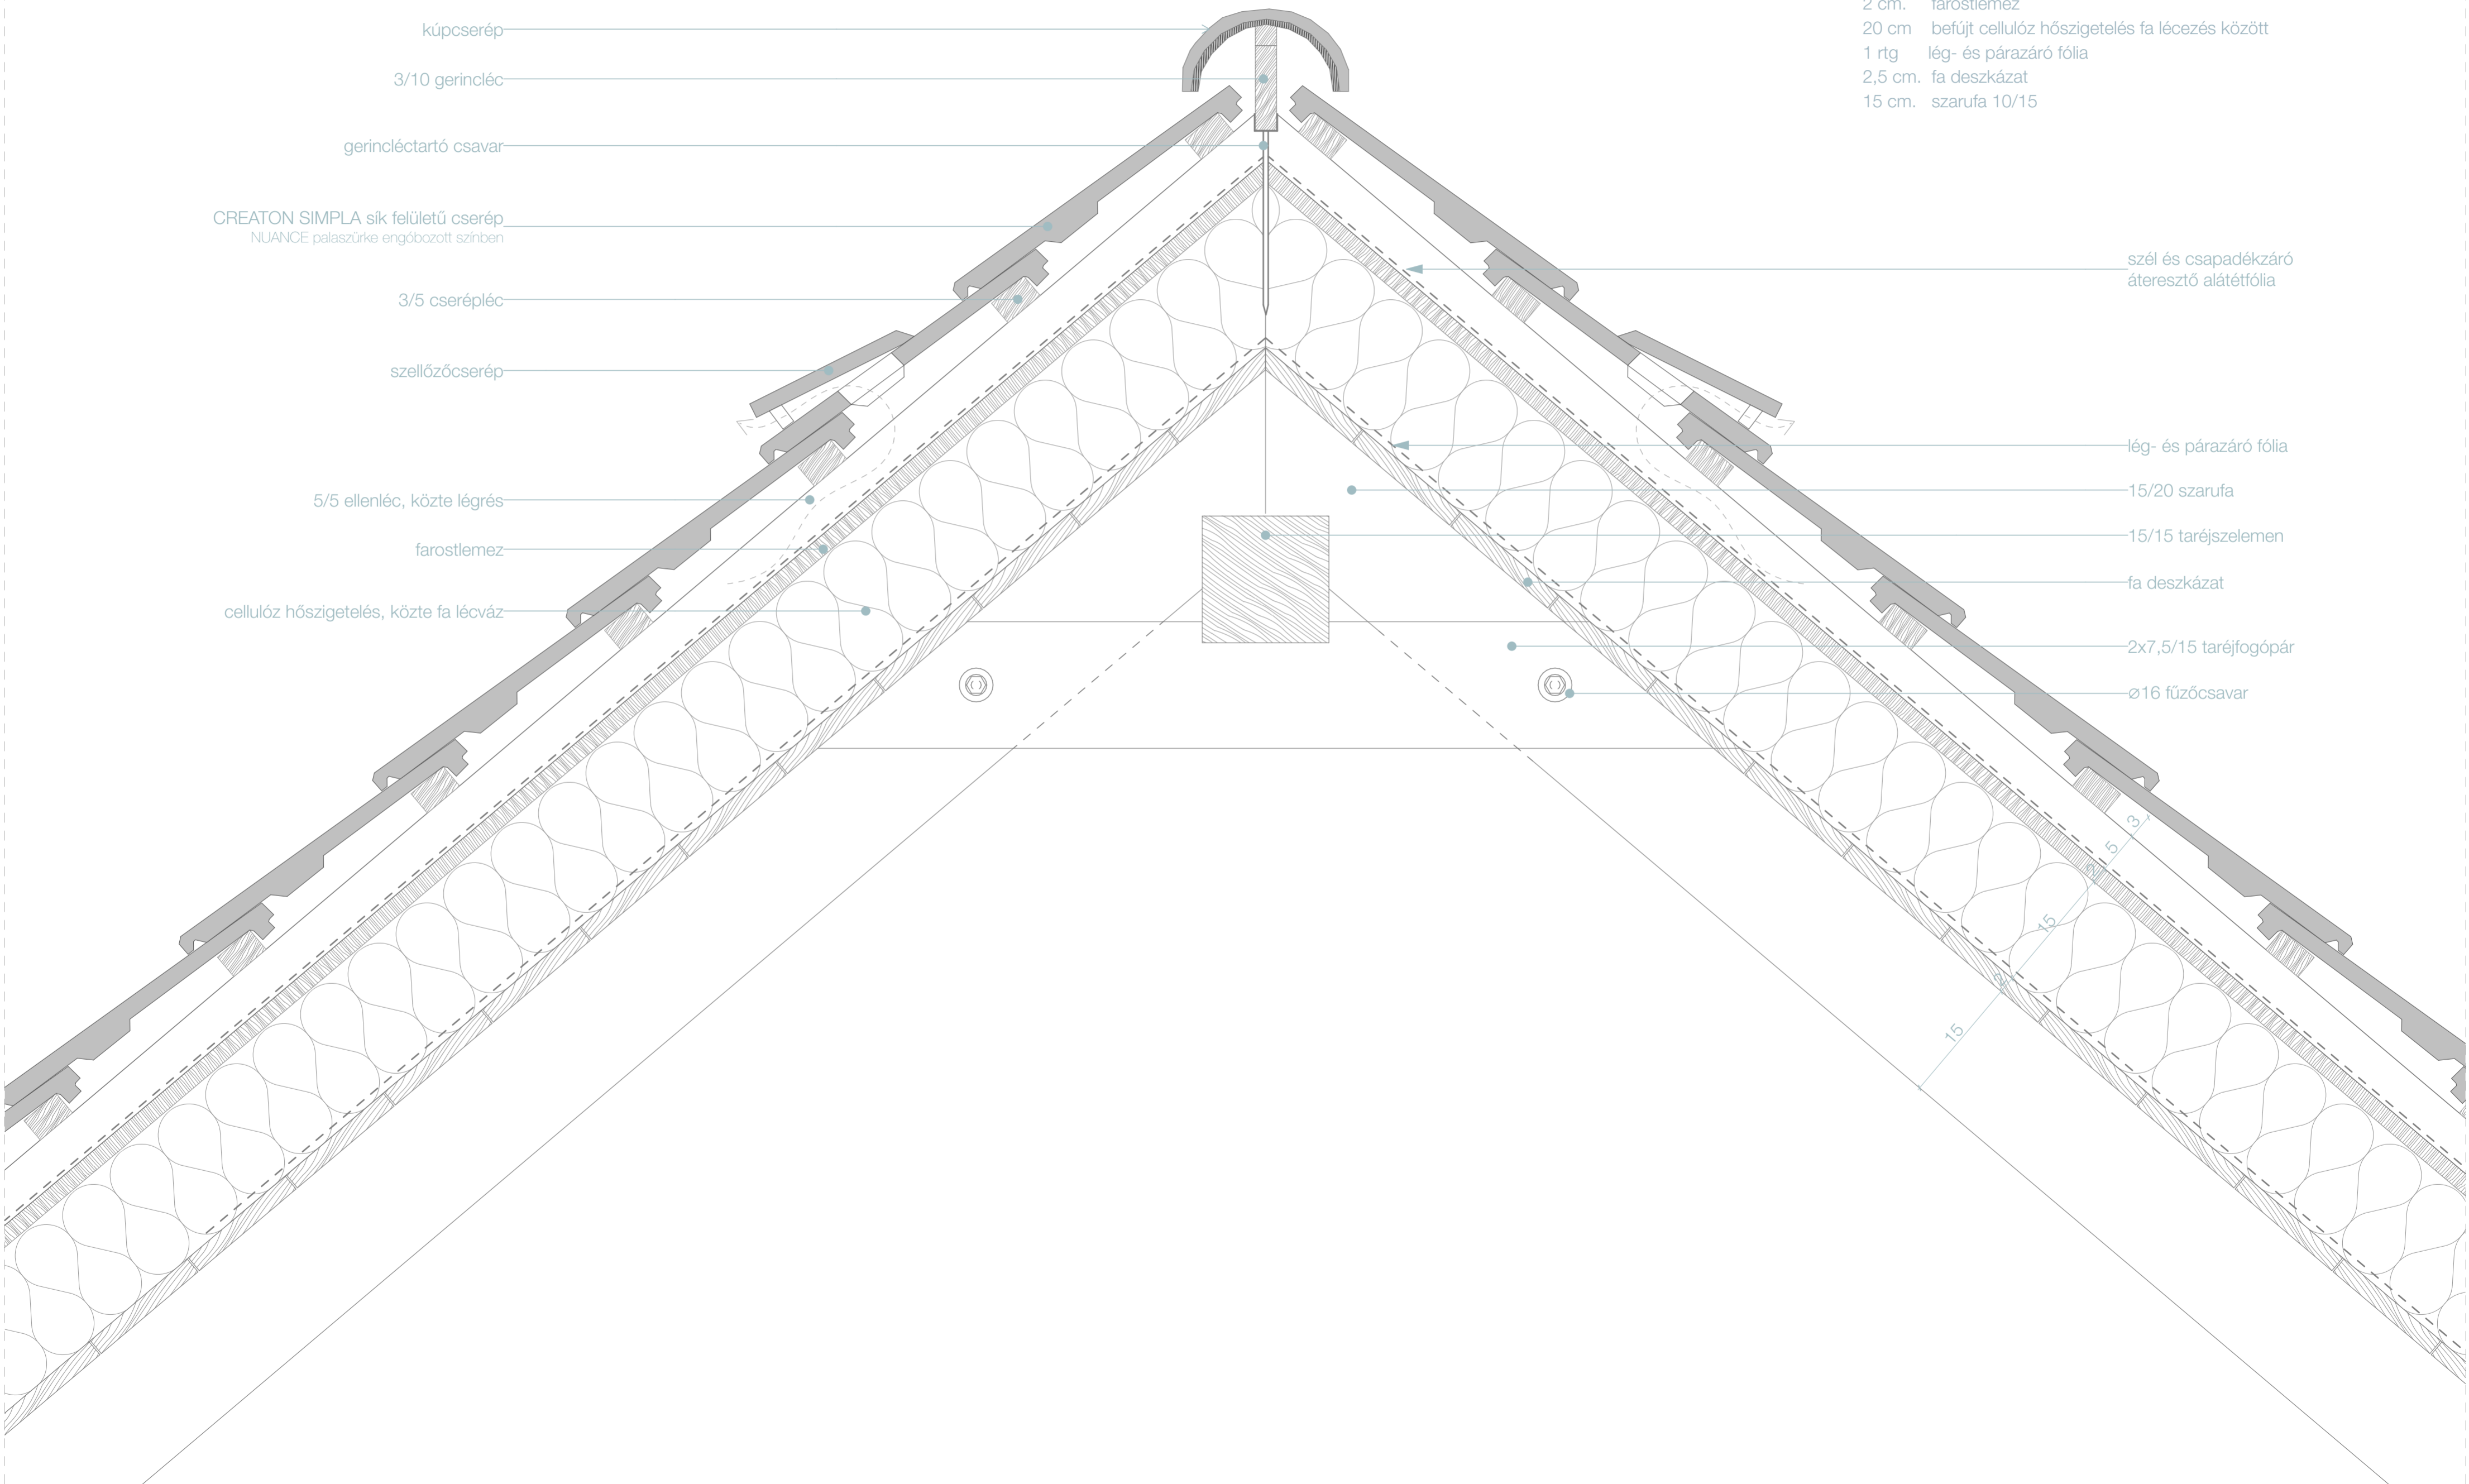 kúpcserép
3/10 gerincléc
gerincléctartó csavar
CREATON SIMPLA sík felületű cserép
NUANCE palaszürke engóbozott színben
3/5 cserépléc
szellőzőcserép
5/5 ellenléc, közte légrés
farostlemez
cellulóz hőszigetelés, közte fa lécváz
2 cm. farostlemez
20 cm befújt cellulóz hőszigetelés fa lécezés között
1 rtg lég- és párazáró fólia
2,5 cm. fa deszkázat
15 cm. szarufa 10/15
szél és csapadékzáró
áteresztő alátétfólia
lég- és párazáró fólia
15/20 szarufa
15/15 taréjszelemen
fa deszkázat
2x7,5/15 taréjfogópár
⌀16 fűzőcsavar
3
5
2
15
2
15